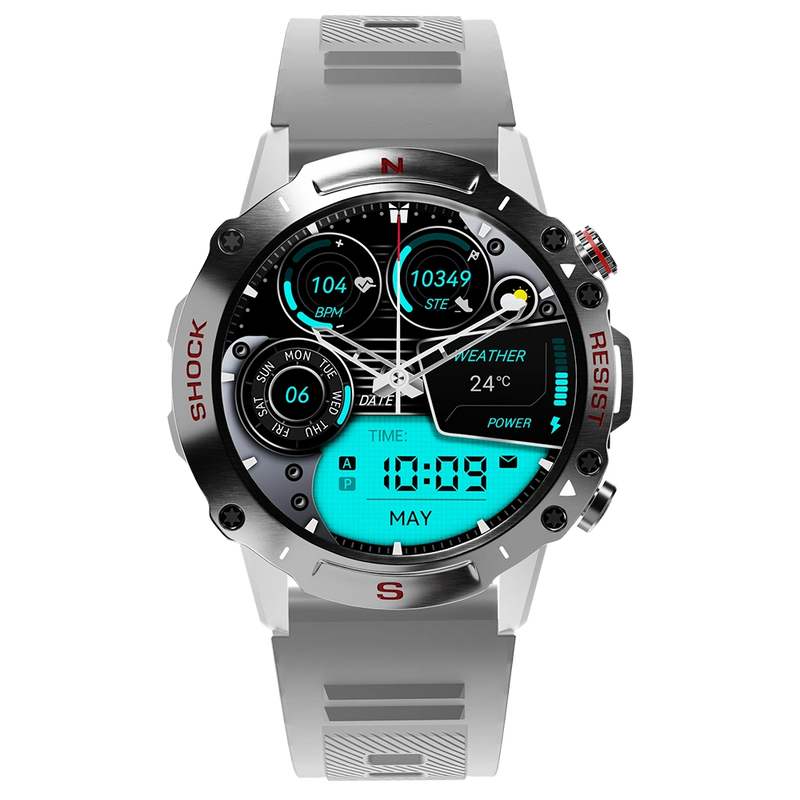 N
104
BPM
10349
STE
SHOCK
RESIST
SUN MON TUE WED THU FRI SAT
06
DATE
WEATHER
24°C
POWER
TIME:
A
P
10:09
MAY
S